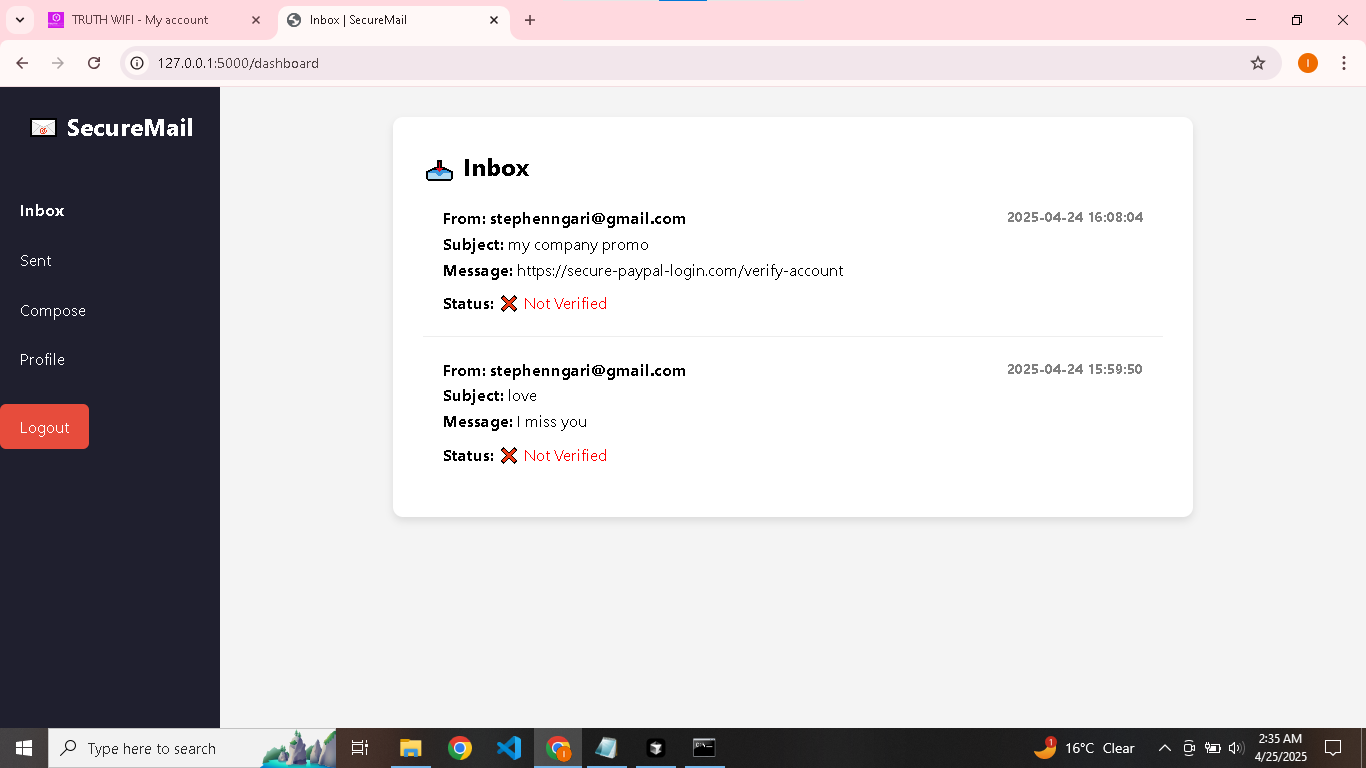 TRUTH WIFI - My account
Inbox | SecureMail
127.0.0.1:5000/dashboard
I
SecureMail
Inbox
Sent
Compose
Profile
Logout
Inbox
From: stephenngari@gmail.com 2025-04-24 16:08:04
Subject: my company promo
Message: https://secure-paypal-login.com/verify-account
Status: ❌ Not Verified
From: stephenngari@gmail.com 2025-04-24 15:59:50
Subject: love
Message: I miss you
Status: ❌ Not Verified
Type here to search
1
16°C Clear
2:35 AM
4/25/2025